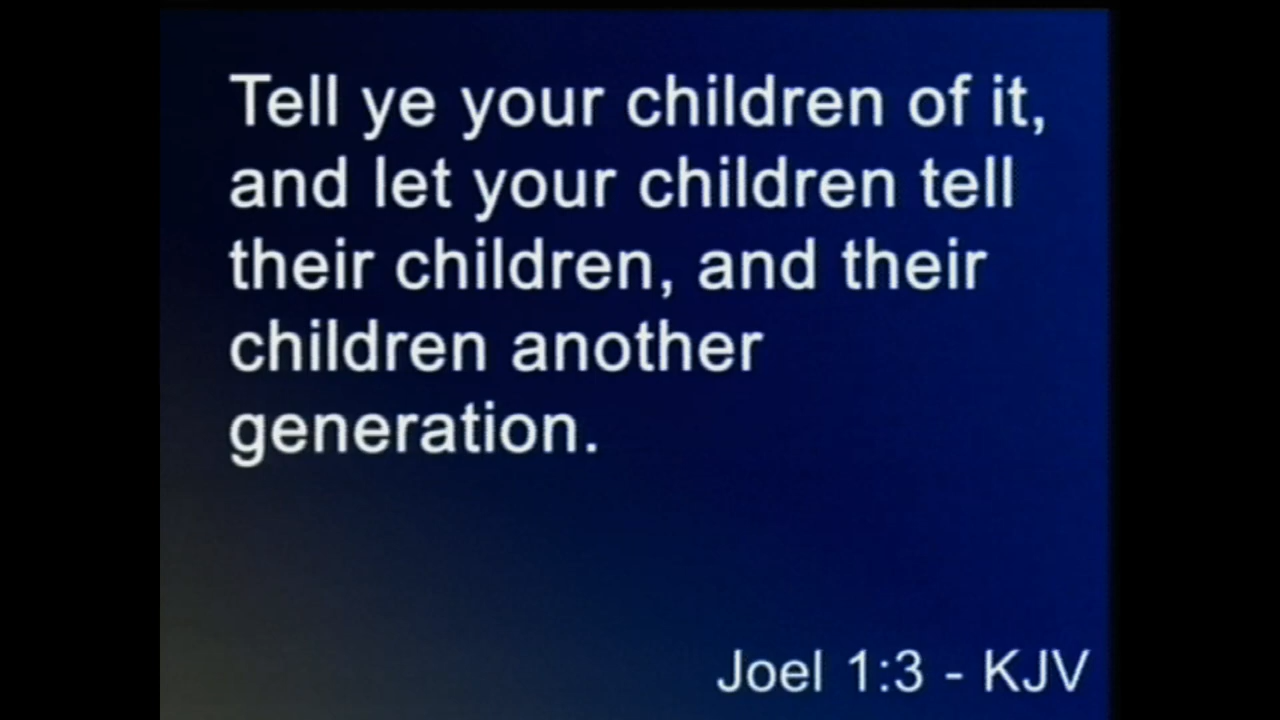 Tell ye your children of it,
and let your children tell
their children, and their
children another
generation.
Joel 1:3 - KJV